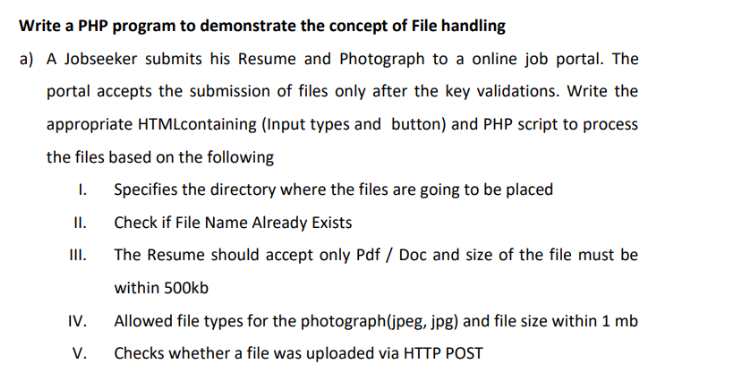 Write a PHP program to demonstrate the concept of File handling
a) A Jobseeker submits his Resume and Photograph to a online job portal. The
portal accepts the submission of files only after the key validations. Write the
appropriate HTMLcontaining (Input types and button) and PHP script to process
the files based on the following
I. Specifies the directory where the files are going to be placed
II. Check if File Name Already Exists
III. The Resume should accept only Pdf / Doc and size of the file must be
within 500kb
IV. Allowed file types for the photograph(jpeg, jpg) and file size within 1 mb
V. Checks whether a file was uploaded via HTTP POST